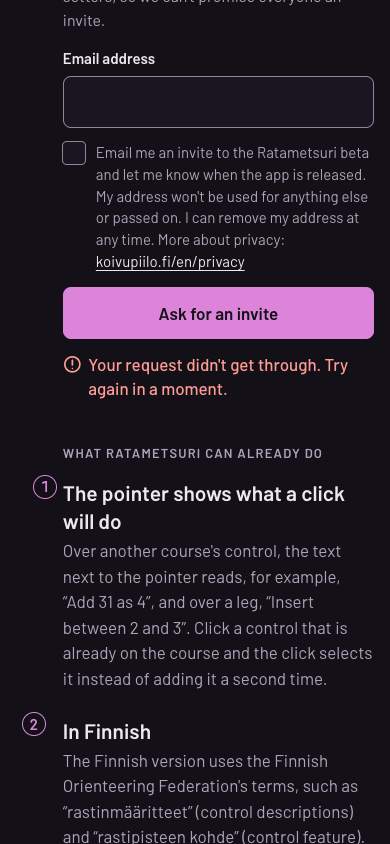 invite.
Email address
Email me an invite to the Ratametsuri beta
and let me know when the app is released.
My address won't be used for anything else
or passed on. I can remove my address at
any time. More about privacy:
koivupiilo.fi/en/privacy
Ask for an invite
Your request didn't get through. Try
again in a moment.
WHAT RATAMETSURI CAN ALREADY DO
1
The pointer shows what a click
will do
Over another course's control, the text
next to the pointer reads, for example,
“Add 31 as 4”, and over a leg, “Insert
between 2 and 3”. Click a control that is
already on the course and the click selects
it instead of adding it a second time.
2
In Finnish
The Finnish version uses the Finnish
Orienteering Federation's terms, such as
“rastinmääritteet” (control descriptions)
and “rastipisteen kohde” (control feature).